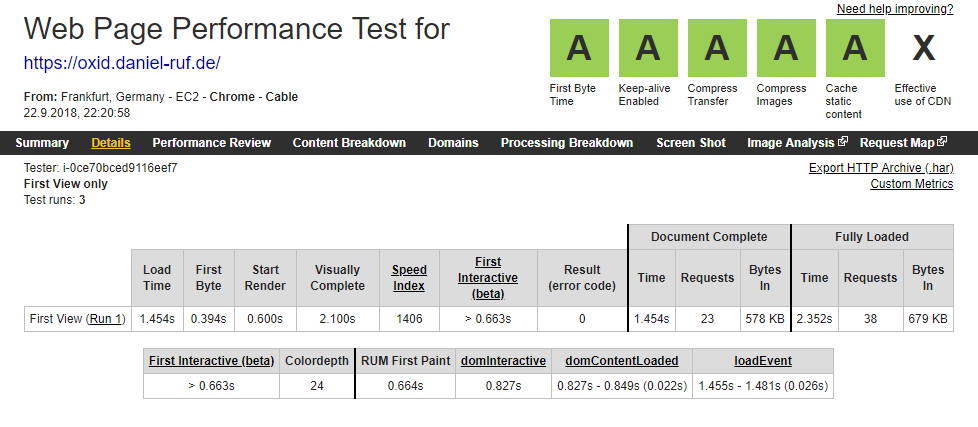 Need help improving?
Web Page Performance Test for
https://oxid.daniel-ruf.de/
From: Frankfurt, Germany - EC2 - Chrome - Cable
22.9.2018, 22:20:58
A A A A A X
First Byte Time
Keep-alive Enabled
Compress Transfer
Compress Images
Cache static content
Effective use of CDN
Summary Details Performance Review Content Breakdown Domains Processing Breakdown Screen Shot Image Analysis Request Map
Tester: i-0ce70bced9116eef7
First View only
Test runs: 3
Export HTTP Archive (.har)
Custom Metrics
Document Complete Fully Loaded
Load Time First Byte Start Render Visually Complete Speed Index First Interactive (beta) Result (error code) Time Requests Bytes In Time Requests Bytes In
First View (Run 1) 1.454s 0.394s 0.600s 2.100s 1406 > 0.663s 0 1.454s 23 578 KB 2.352s 38 679 KB
First Interactive (beta) Colordepth RUM First Paint domInteractive domContentLoaded loadEvent
> 0.663s 24 0.664s 0.827s 0.827s - 0.849s (0.022s) 1.455s - 1.481s (0.026s)